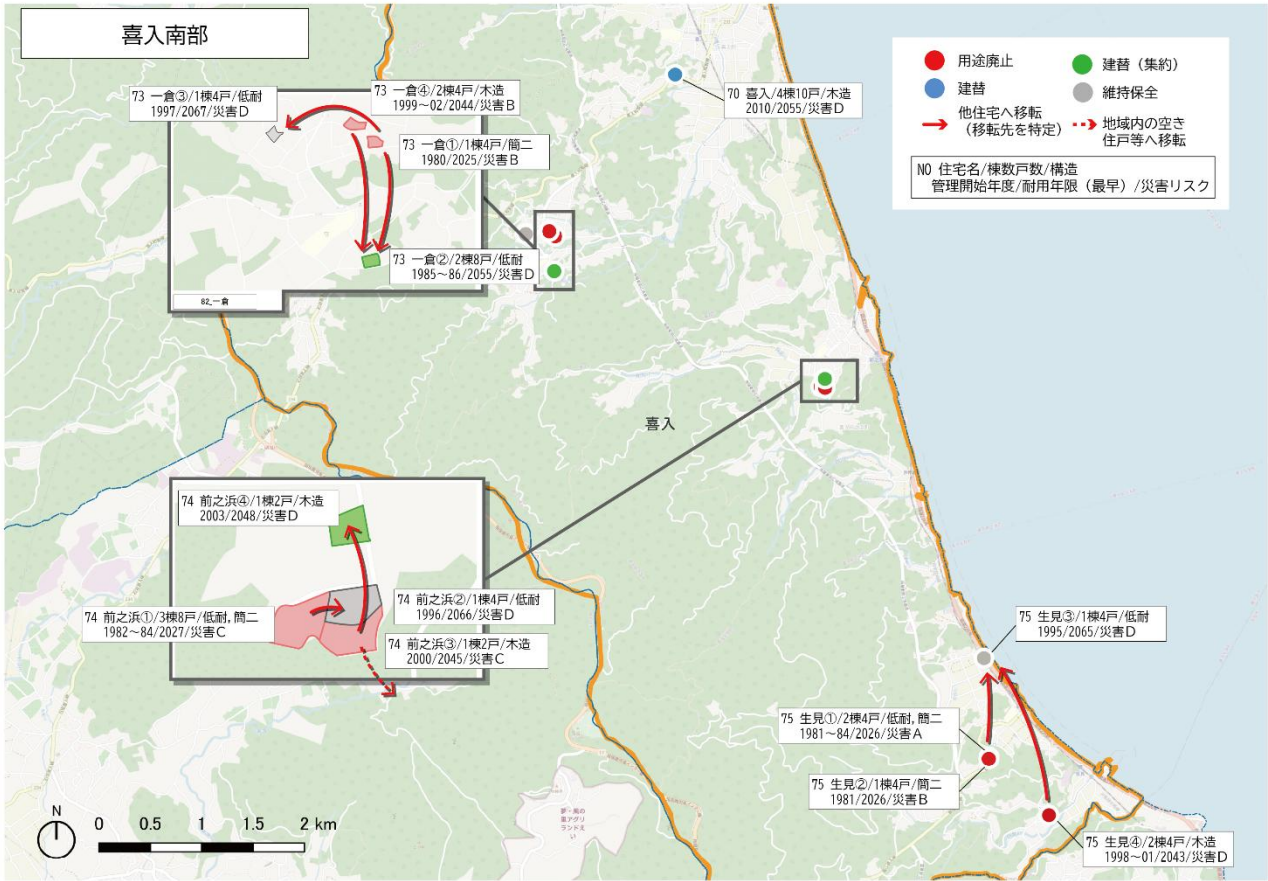 喜入南部
用途廃止
建替（集約）
建替
維持保全
他住宅へ移転
（移転先を特定）
地域内の空き
住戸等へ移転
NO 住宅名/棟数戸数/構造
管理開始年度/耐用年限（最早）/災害リスク
73 一倉③/1棟4戸/低耐
1997/2067/災害D
73 一倉④/2棟4戸/木造
1999～02/2044/災害B
73 一倉①/1棟4戸/簡二
1980/2025/災害B
73 一倉②/2棟8戸/低耐
1985～86/2055/災害D
82_一倉
70 喜入/4棟10戸/木造
2010/2055/災害D
喜入
74 前之浜④/1棟2戸/木造
2003/2048/災害D
74 前之浜①/3棟8戸/低耐,簡二
1982～84/2027/災害C
74 前之浜②/1棟4戸/低耐
1996/2066/災害D
74 前之浜③/1棟2戸/木造
2000/2045/災害C
75 生見③/1棟4戸/低耐
1995/2065/災害D
75 生見①/2棟4戸/低耐,簡二
1981～84/2026/災害A
75 生見②/1棟4戸/簡二
1981/2026/災害B
75 生見④/2棟4戸/木造
1998～01/2043/災害D
N
0 0.5 1 1.5 2 km